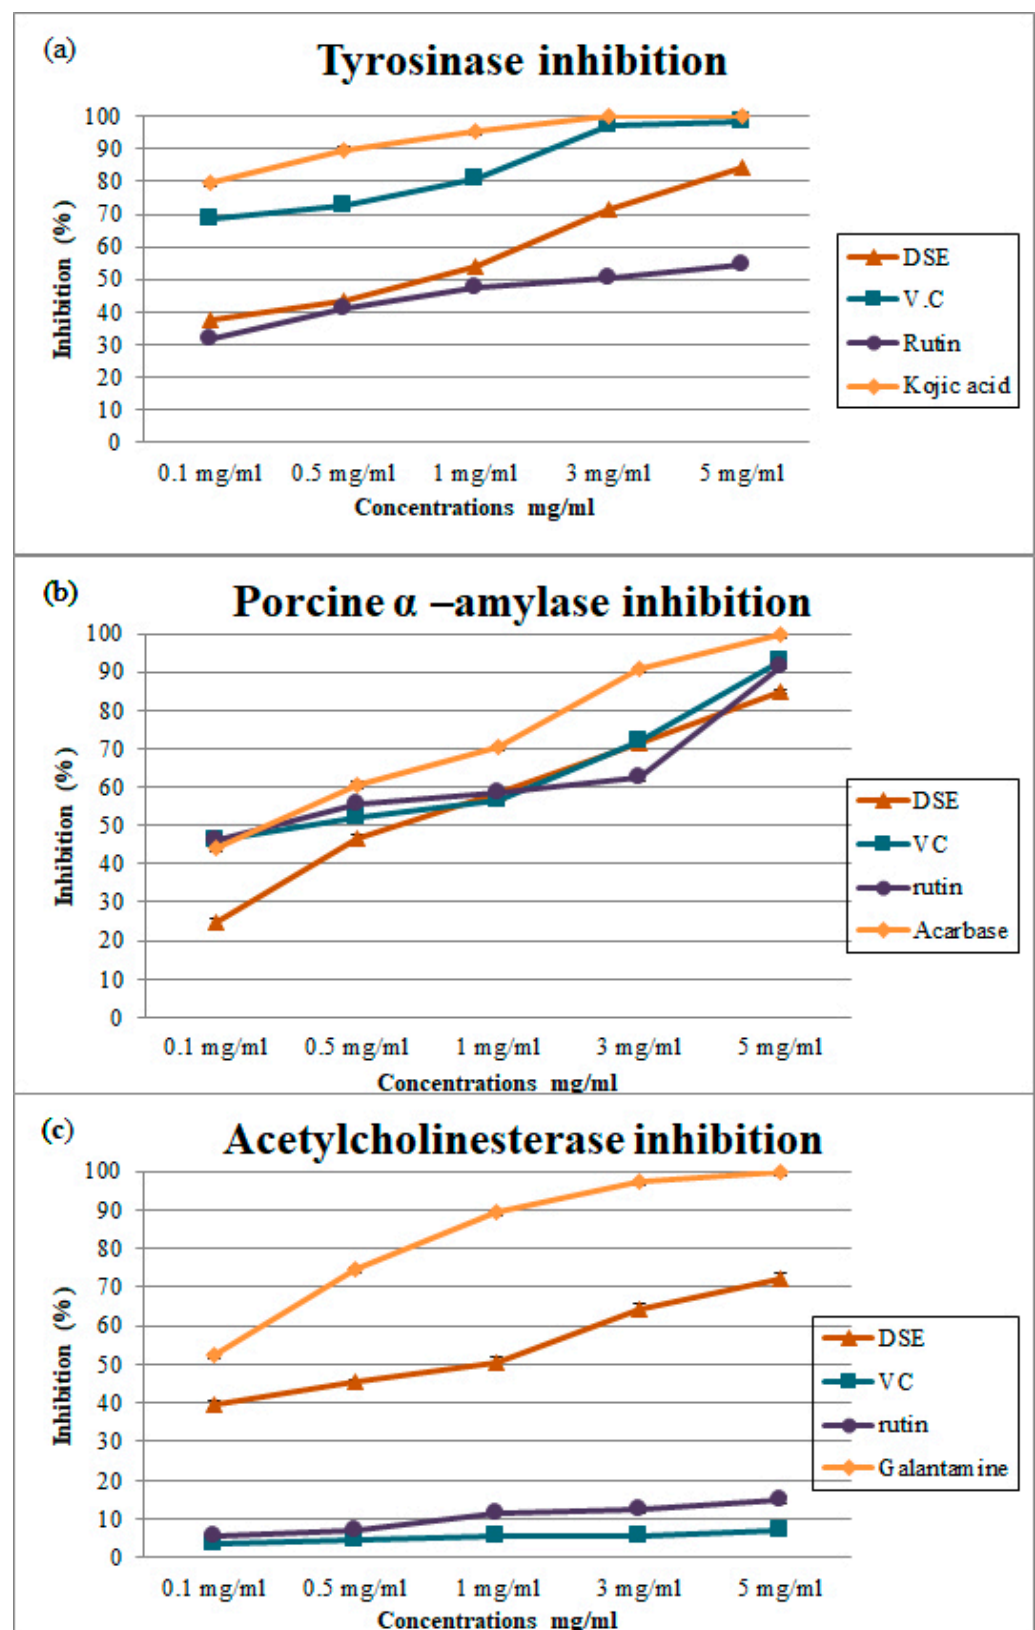 (a)
Tyrosinase inhibition
100
90
80
70
60
50
40
30
20
10
0
Inhibition (%)
0.1 mg/ml 0.5 mg/ml 1 mg/ml 3 mg/ml 5 mg/ml
Concentrations mg/ml
DSE
V.C
Rutin
Kojic acid
(b)
Porcine α –amylase inhibition
100
90
80
70
60
50
40
30
20
10
0
Inhibition (%)
0.1 mg/ml 0.5 mg/ml 1 mg/ml 3 mg/ml 5 mg/ml
Concentrations mg/ml
DSE
VC
rutin
Acarbase
(c)
Acetylcholinesterase inhibition
100
90
80
70
60
50
40
30
20
10
0
Inhibition (%)
0.1 mg/ml 0.5 mg/ml 1 mg/ml 3 mg/ml 5 mg/ml
Concentrations mg/ml
DSE
VC
rutin
Galantamine